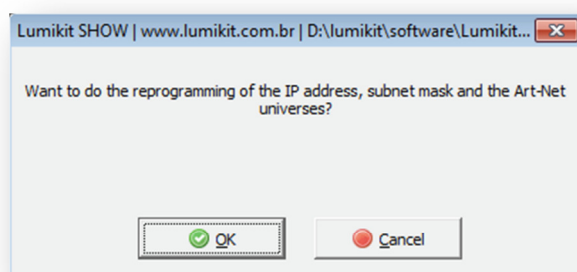 Lumikit SHOW | www.lumikit.com.br | D:\lumikit\software\Lumikit...
Want to do the reprogramming of the IP address, subnet mask and the Art-Net
universes?
OK
Cancel